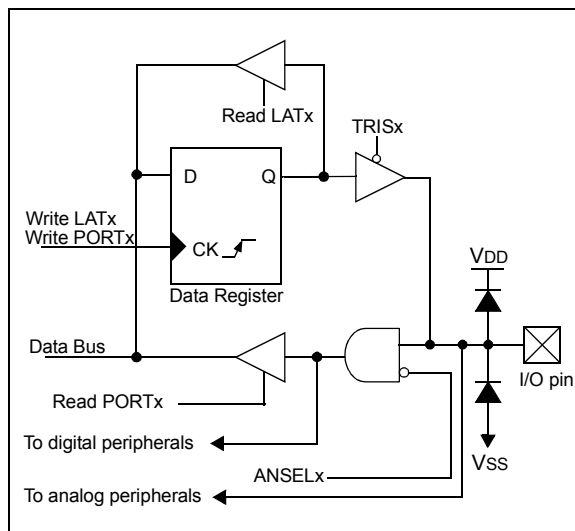 Read LATx
TRISx
D
Q
Write LATx
Write PORTx
CK
Data Register
VDD
Data Bus
I/O pin
Read PORTx
To digital peripherals
VSS
ANSELx
To analog peripherals